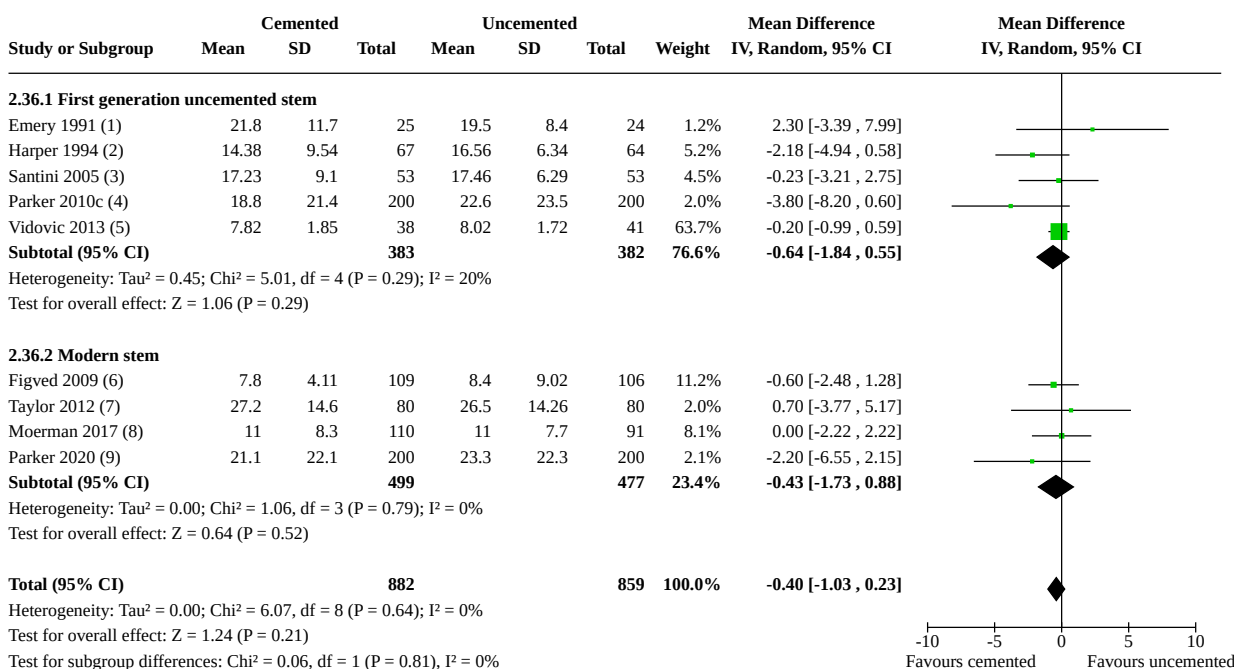 Cemented Uncemented Mean Difference Mean Difference
Study or Subgroup Mean SD Total Mean SD Total Weight IV, Random, 95% CI IV, Random, 95% CI
2.36.1 First generation uncemented stem
Emery 1991 (1) 21.8 11.7 25 19.5 8.4 24 1.2% 2.30 [-3.39 , 7.99]
Harper 1994 (2) 14.38 9.54 67 16.56 6.34 64 5.2% -2.18 [-4.94 , 0.58]
Santini 2005 (3) 17.23 9.1 53 17.46 6.29 53 4.5% -0.23 [-3.21 , 2.75]
Parker 2010c (4) 18.8 21.4 200 22.6 23.5 200 2.0% -3.80 [-8.20 , 0.60]
Vidovic 2013 (5) 7.82 1.85 38 8.02 1.72 41 63.7% -0.20 [-0.99 , 0.59]
Subtotal (95% CI) 383 382 76.6% -0.64 [-1.84 , 0.55]
Heterogeneity: Tau² = 0.45; Chi² = 5.01, df = 4 (P = 0.29); I² = 20%
Test for overall effect: Z = 1.06 (P = 0.29)
2.36.2 Modern stem
Figved 2009 (6) 7.8 4.11 109 8.4 9.02 106 11.2% -0.60 [-2.48 , 1.28]
Taylor 2012 (7) 27.2 14.6 80 26.5 14.26 80 2.0% 0.70 [-3.77 , 5.17]
Moerman 2017 (8) 11 8.3 110 11 7.7 91 8.1% 0.00 [-2.22 , 2.22]
Parker 2020 (9) 21.1 22.1 200 23.3 22.3 200 2.1% -2.20 [-6.55 , 2.15]
Subtotal (95% CI) 499 477 23.4% -0.43 [-1.73 , 0.88]
Heterogeneity: Tau² = 0.00; Chi² = 1.06, df = 3 (P = 0.79); I² = 0%
Test for overall effect: Z = 0.64 (P = 0.52)
Total (95% CI) 882 859 100.0% -0.40 [-1.03 , 0.23]
Heterogeneity: Tau² = 0.00; Chi² = 6.07, df = 8 (P = 0.64); I² = 0%
Test for overall effect: Z = 1.24 (P = 0.21)
Test for subgroup differences: Chi² = 0.06, df = 1 (P = 0.81), I² = 0%
-10 -5 0 5 10
Favours cemented Favours uncemented